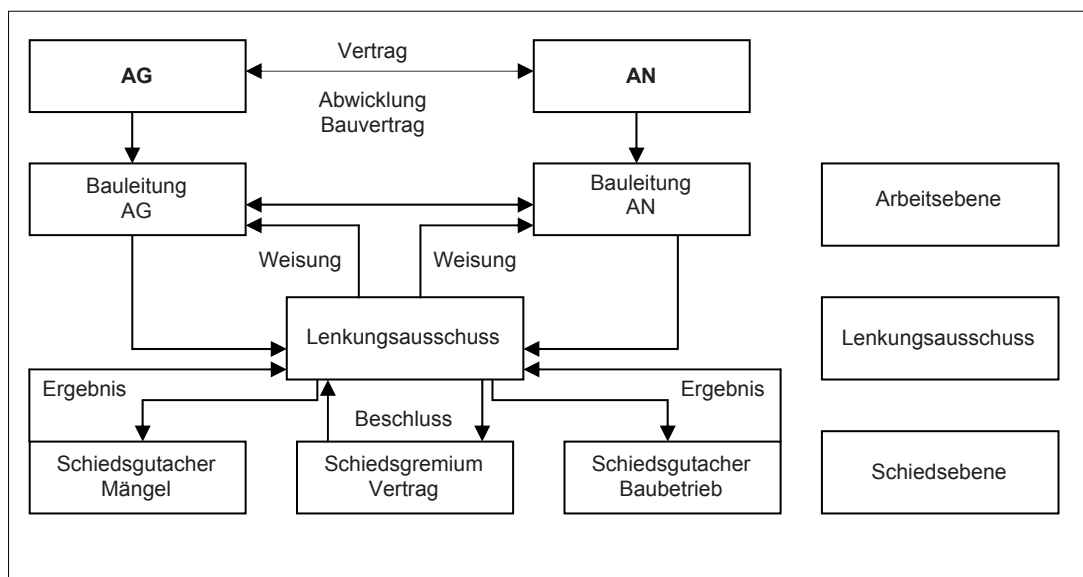 AG
Vertrag
AN
Abwicklung
Bauvertrag
Bauleitung
AG
Bauleitung
AN
Arbeitsebene
Weisung
Weisung
Lenkungsausschuss
Lenkungsausschuss
Ergebnis
Beschluss
Ergebnis
Schiedsgutacher
Mängel
Schiedsgremium
Vertrag
Schiedsgutacher
Baubetrieb
Schiedsebene